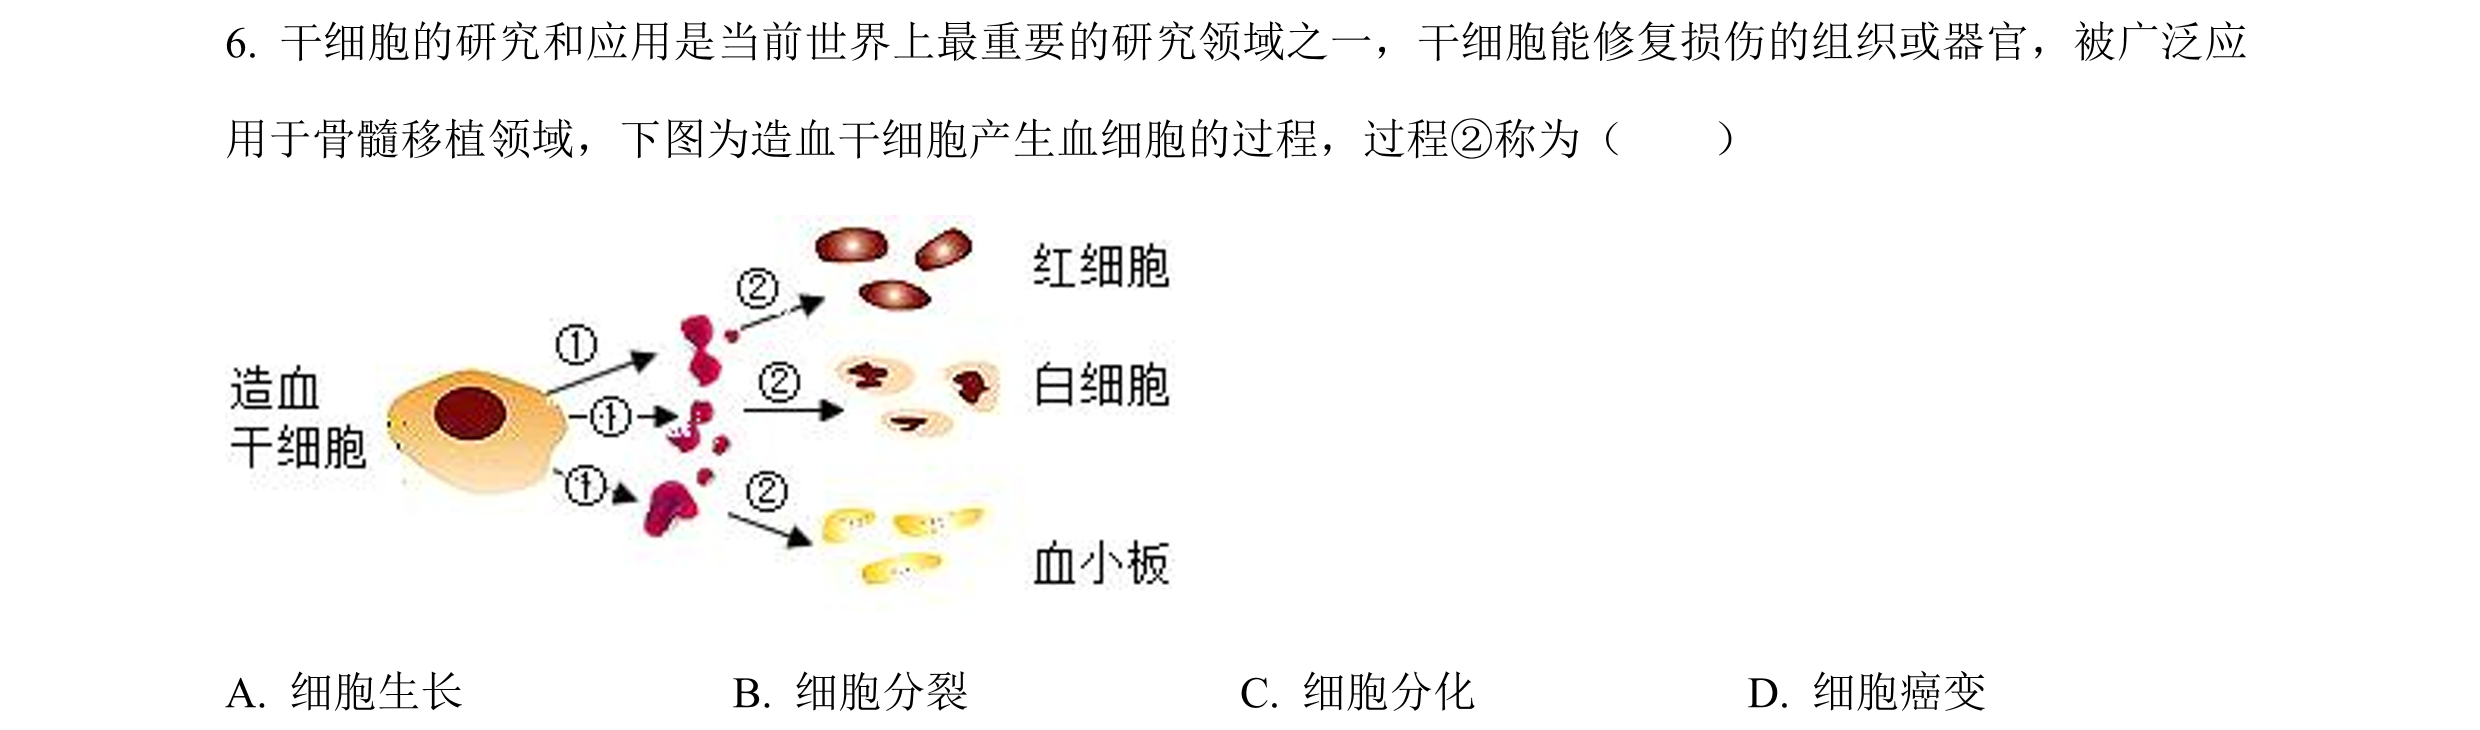 6. 干细胞的研究和应用是当前世界上最重要的研究领域之一，干细胞能修复损伤的组织或器官，被广泛应
用于骨髓移植领域，下图为造血干细胞产生血细胞的过程，过程②称为（　　）
② 红细胞
①
造血 ② 白细胞
干细胞 ①
① ②
血小板
A. 细胞生长 B. 细胞分裂 C. 细胞分化 D. 细胞癌变